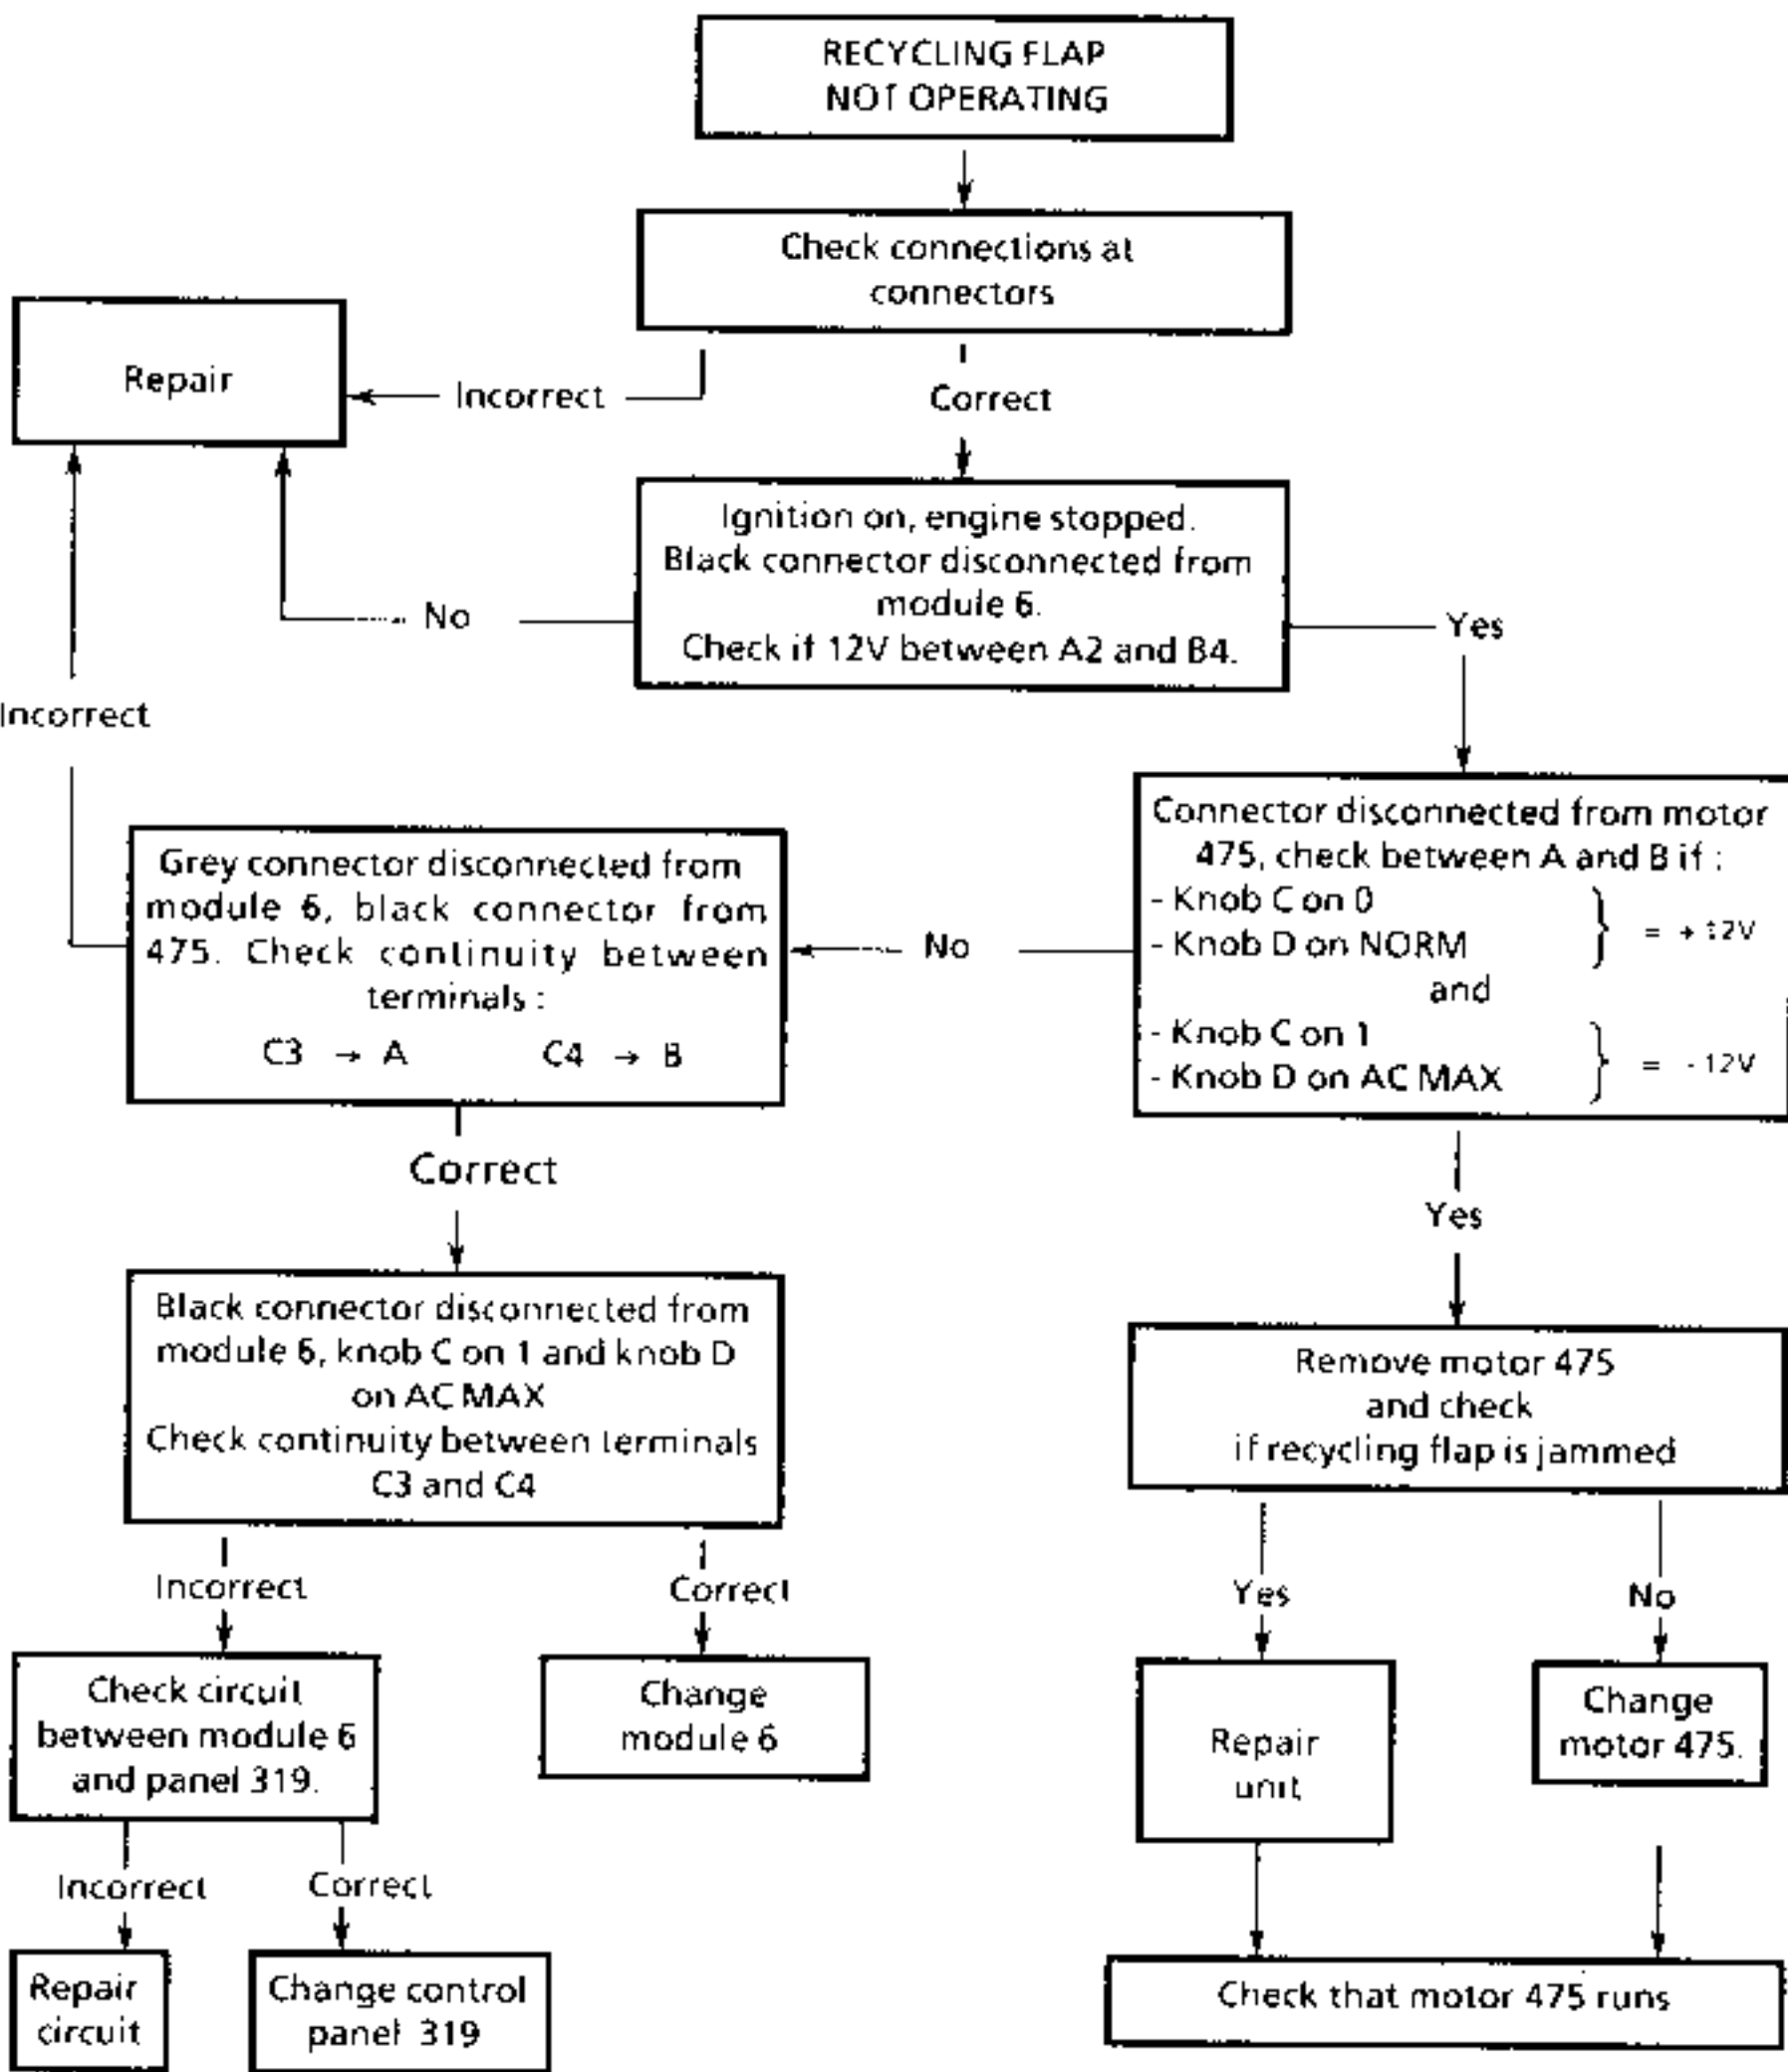 RECYCLING FLAP
NOT OPERATING
Check connections at
connectors
Repair
Incorrect
Correct
Ignition on, engine stopped.
Black connector disconnected from
module 6.
Check if 12V between A2 and B4.
No
Yes
Incorrect
Connector disconnected from motor
475, check between A and B if :
- Knob C on 0
- Knob D on NORM
= + 12V
and
- Knob C on 1
- Knob D on AC MAX
= - 12V
No
Grey connector disconnected from
module 6, black connector from
475. Check continuity between
terminals :
C3 → A C4 → B
Correct
Yes
Black connector disconnected from
module 6, knob C on 1 and knob D
on AC MAX
Check continuity between terminals
C3 and C4
Remove motor 475
and check
if recycling flap is jammed
Incorrect
Correct
Yes
No
Check circuit
between module 6
and panel 319.
Change
module 6
Repair
unit
Change
motor 475.
Incorrect
Correct
Repair
circuit
Change control
panel 319
Check that motor 475 runs